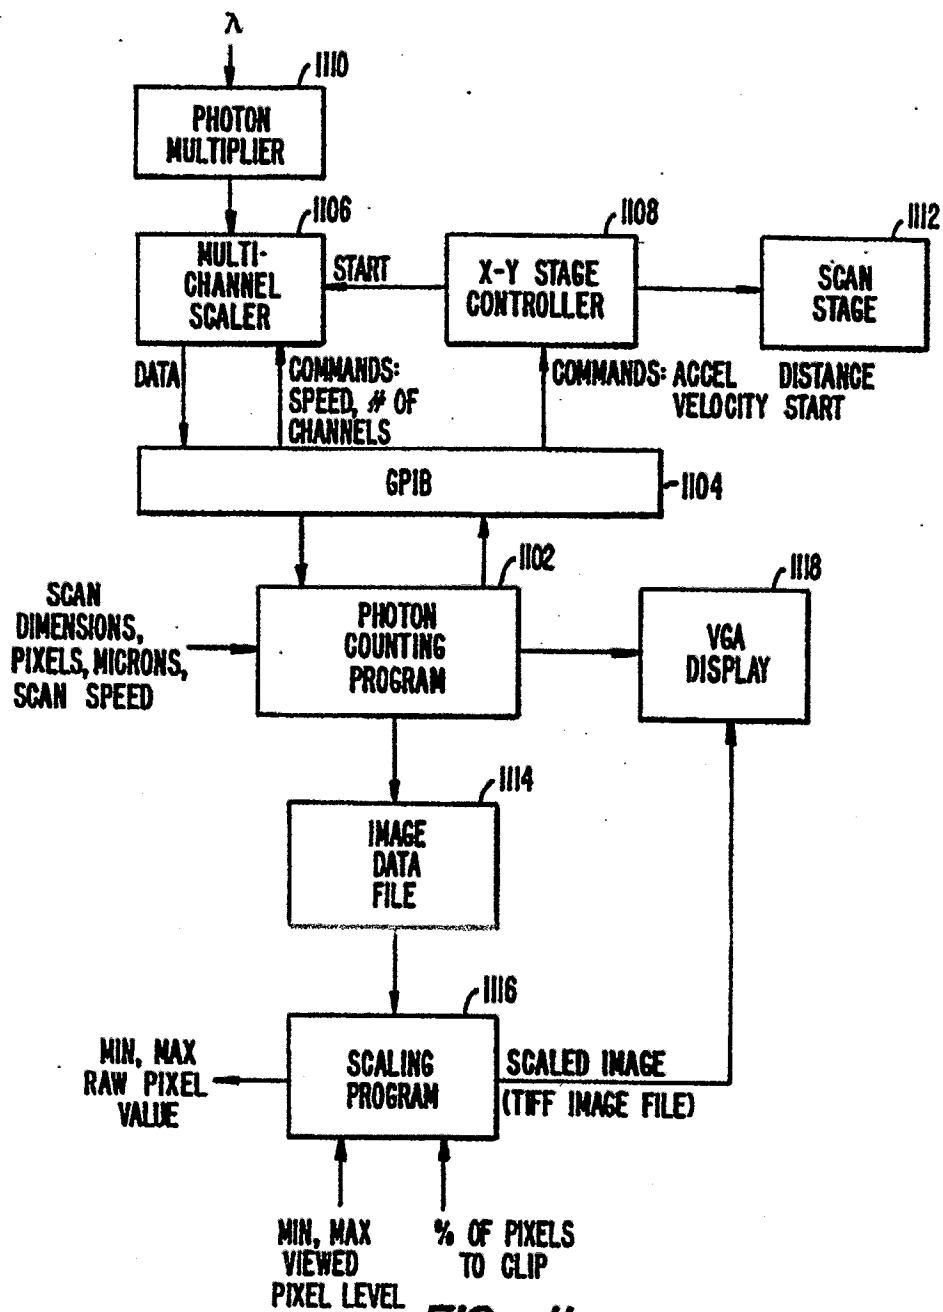 λ
1110
PHOTON
MULTIPLIER
1106
MULTI-
CHANNEL
SCALER
START
1108
X-Y STAGE
CONTROLLER
1112
SCAN
STAGE
DATA
COMMANDS:
SPEED, # OF
CHANNELS
COMMANDS: ACCEL DISTANCE
VELOCITY START
GPIB
1104
1102
PHOTON
COUNTING
PROGRAM
SCAN
DIMENSIONS,
PIXELS, MICRONS,
SCAN SPEED
1118
VGA
DISPLAY
1114
IMAGE
DATA
FILE
1116
SCALING
PROGRAM
MIN, MAX
RAW PIXEL
VALUE
SCALED IMAGE
(TIFF IMAGE FILE)
MIN, MAX
VIEWED
PIXEL LEVEL
% OF PIXELS
TO CLIP